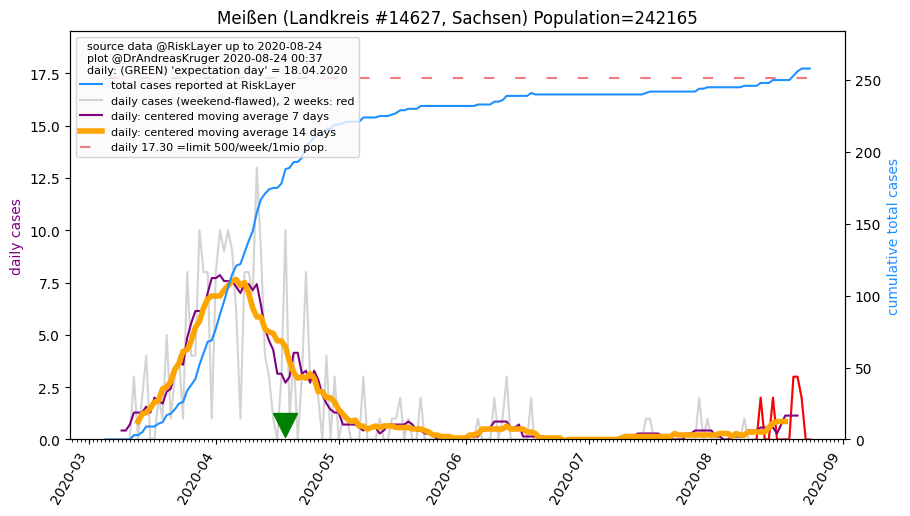 Meißen (Landkreis #14627, Sachsen) Population=242165
source data @RiskLayer up to 2020-08-24
plot @DrAndreasKruger 2020-08-24 00:37
daily: (GREEN) 'expectation day' = 18.04.2020
total cases reported at RiskLayer
daily cases (weekend-flawed), 2 weeks: red
daily: centered moving average 7 days
daily: centered moving average 14 days
daily 17.30 =limit 500/week/1mio pop.
daily cases
17.5
15.0
12.5
10.0
7.5
5.0
2.5
0.0
cumulative total cases
250
200
150
100
50
0
2020-03
2020-04
2020-05
2020-06
2020-07
2020-08
2020-09